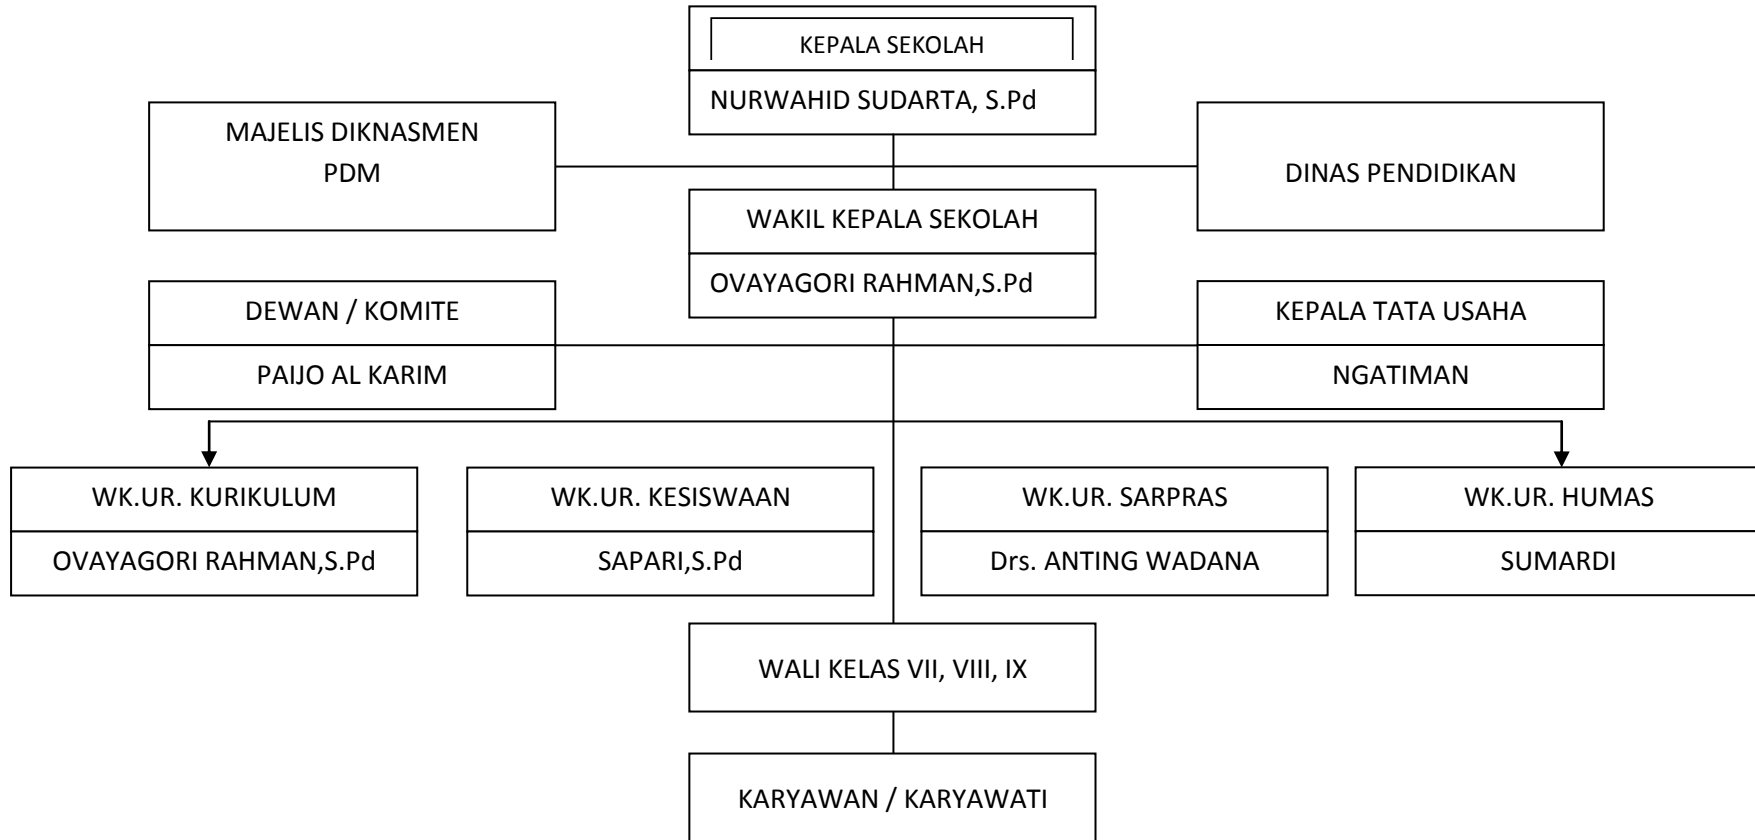 KEPALA SEKOLAH
NURWAHID SUDARTA, S.Pd
MAJELIS DIKNASMEN
PDM
DINAS PENDIDIKAN
WAKIL KEPALA SEKOLAH
OVAYAGORI RAHMAN,S.Pd
DEWAN / KOMITE
PAIJO AL KARIM
KEPALA TATA USAHA
NGATIMAN
WK.UR. KURIKULUM
OVAYAGORI RAHMAN,S.Pd
WK.UR. KESISWAAN
SAPARI,S.Pd
WK.UR. SARPRAS
Drs. ANTING WADANA
WK.UR. HUMAS
SUMARDI
WALI KELAS VII, VIII, IX
KARYAWAN / KARYAWATI